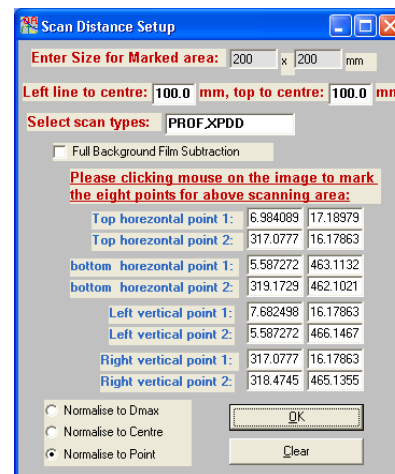 Scan Distance Setup
Enter Size for Marked area: 200 x 200 mm
Left line to centre: 100.0 mm, top to centre: 100.0 mm
Select scan types: PROF,XPDD
Full Background Film Subtraction
Please clicking mouse on the image to mark
the eight points for above scanning area:
Top horezontal point 1: 6.984089 17.18979
Top horezontal point 2: 317.0777 16.17863
bottom horezontal point 1: 5.587272 463.1132
bottom horezontal point 2: 319.1729 462.1021
Left vertical point 1: 7.682498 16.17863
Left vertical point 2: 5.587272 466.1467
Right vertical point 1: 317.0777 16.17863
Right vertical point 2: 318.4745 465.1355
Normalise to Dmax
Normalise to Centre
Normalise to Point
OK
Clear